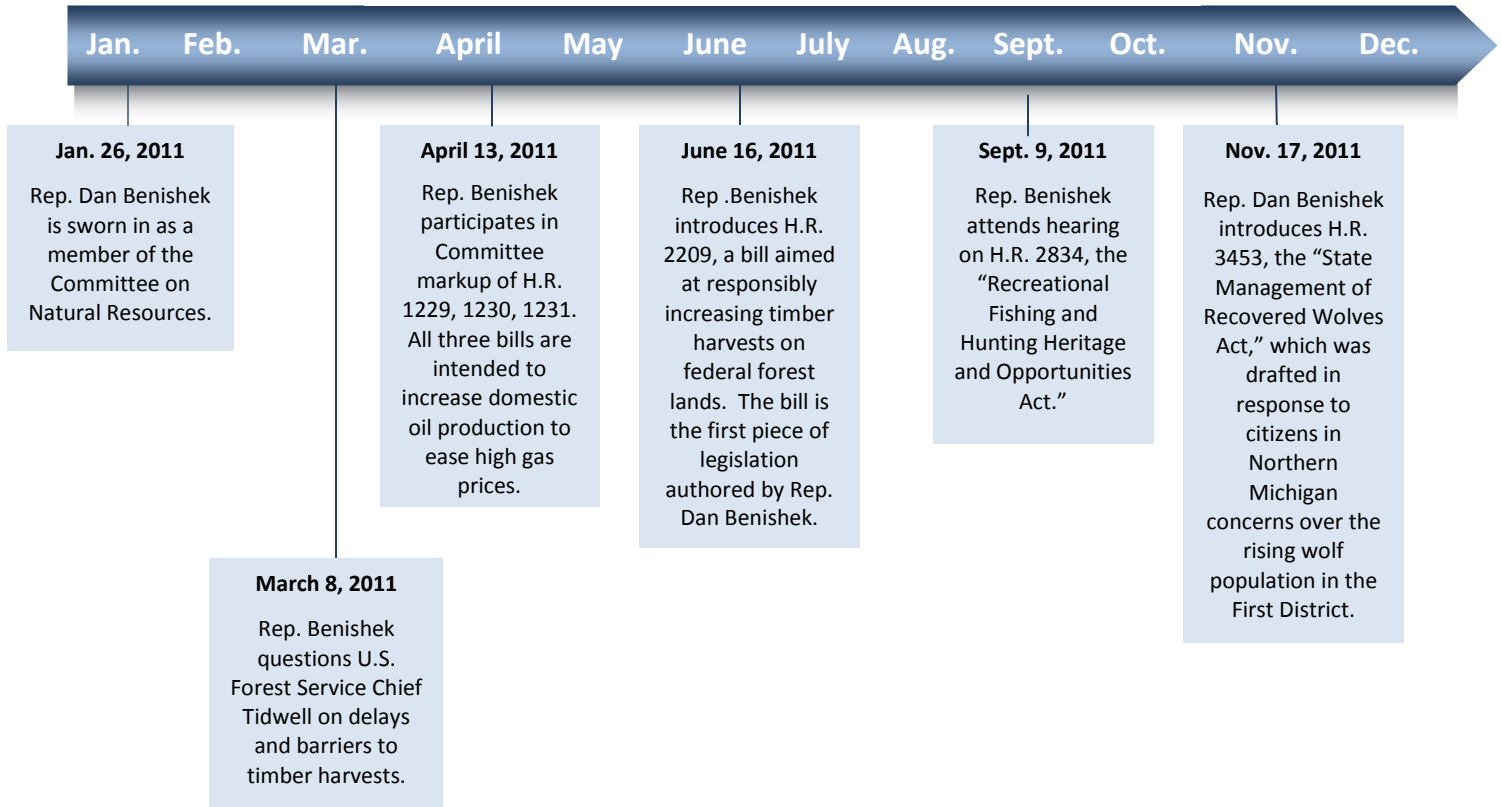 Jan. Feb. Mar. April May June July Aug. Sept. Oct. Nov. Dec.
Jan. 26, 2011
Rep. Dan Benishek
is sworn in as a
member of the
Committee on
Natural Resources.
March 8, 2011
Rep. Benishek
questions U.S.
Forest Service Chief
Tidwell on delays
and barriers to
timber harvests.
April 13, 2011
Rep. Benishek
participates in
Committee
markup of H.R.
1229, 1230, 1231.
All three bills are
intended to
increase domestic
oil production to
ease high gas
prices.
June 16, 2011
Rep .Benishek
introduces H.R.
2209, a bill aimed
at responsibly
increasing timber
harvests on
federal forest
lands.  The bill is
the first piece of
legislation
authored by Rep.
Dan Benishek.
Sept. 9, 2011
Rep. Benishek
attends hearing
on H.R. 2834, the
“Recreational
Fishing and
Hunting Heritage
and Opportunities
Act.”
Nov. 17, 2011
Rep. Dan Benishek
introduces H.R.
3453, the “State
Management of
Recovered Wolves
Act,” which was
drafted in
response to
citizens in
Northern
Michigan
concerns over the
rising wolf
population in the
First District.